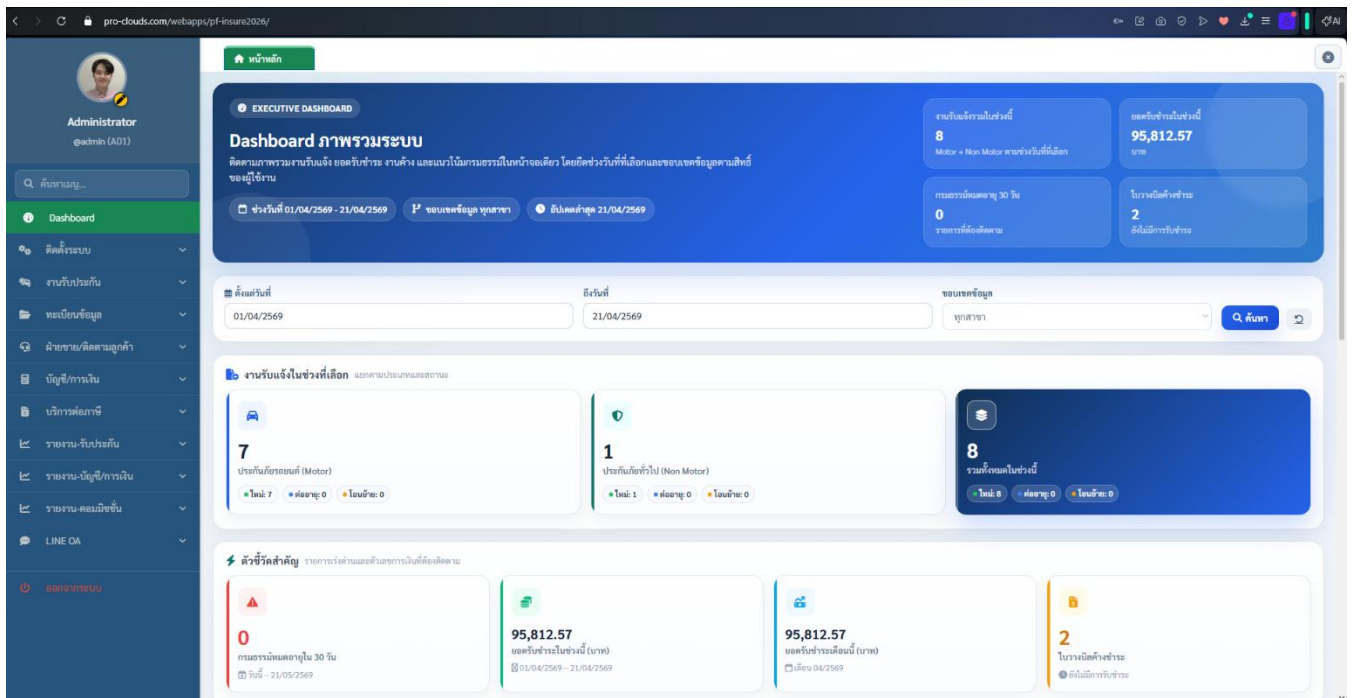 pro-clouds.com/webapps/pf-insure2026/
AI
Administrator
@admin (A01)
ค้นหาเมนู...
Dashboard
ติดตั้งระบบ
งานรับประกัน
ทะเบียนข้อมูล
ฝ่ายขาย/ติดตามลูกค้า
บัญชี/การเงิน
บริการต่อภาษี
รายงาน-รับประกัน
รายงาน-บัญชี/การเงิน
รายงาน-คอมมิชชั่น
LINE OA
ออกจากระบบ
หน้าหลัก
EXECUTIVE DASHBOARD
Dashboard ภาพรวมระบบ
ติดตามภาพรวมงานรับแจ้ง ยอดรับชำระ งานค้าง และแนวโน้มกรมธรรม์ในหน้าจอเดียว โดยยึดช่วงวันที่ที่เลือกและขอบเขตข้อมูลตามสิทธิ์
ของผู้ใช้งาน
ช่วงวันที่ 01/04/2569 - 21/04/2569
ขอบเขตข้อมูล ทุกสาขา
อัปเดตล่าสุด 21/04/2569
งานรับแจ้งรวมในช่วงนี้
8
Motor + Non Motor ตามช่วงวันที่ที่เลือก
ยอดรับชำระในช่วงนี้
95,812.57
บาท
กรมธรรม์หมดอายุ 30 วัน
0
รายการที่ต้องติดตาม
ใบวางบิลค้างชำระ
2
ยังไม่มีการรับชำระ
ตั้งแต่วันที่
01/04/2569
ถึงวันที่
21/04/2569
ขอบเขตข้อมูล
ทุกสาขา
ค้นหา
งานรับแจ้งในช่วงที่เลือก แยกตามประเภทและสถานะ
7
ประกันภัยรถยนต์ (Motor)
ใหม่: 7 ต่ออายุ: 0 โอนย้าย: 0
1
ประกันภัยทั่วไป (Non Motor)
ใหม่: 1 ต่ออายุ: 0 โอนย้าย: 0
8
รวมทั้งหมดในช่วงนี้
ใหม่: 8 ต่ออายุ: 0 โอนย้าย: 0
ตัวชี้วัดสำคัญ รายการเร่งด่วนและตัวเลขการเงินที่ต้องติดตาม
0
กรมธรรม์หมดอายุใน 30 วัน
วันนี้ - 21/05/2569
95,812.57
ยอดรับชำระในช่วงนี้ (บาท)
01/04/2569 - 21/04/2569
95,812.57
ยอดรับชำระเดือนนี้ (บาท)
เดือน 04/2569
2
ใบวางบิลค้างชำระ
ยังไม่มีการรับชำระ